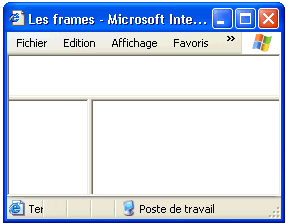 Les frames - Microsoft Inte...
Fichier Edition Affichage Favoris »
Ter Poste de travail